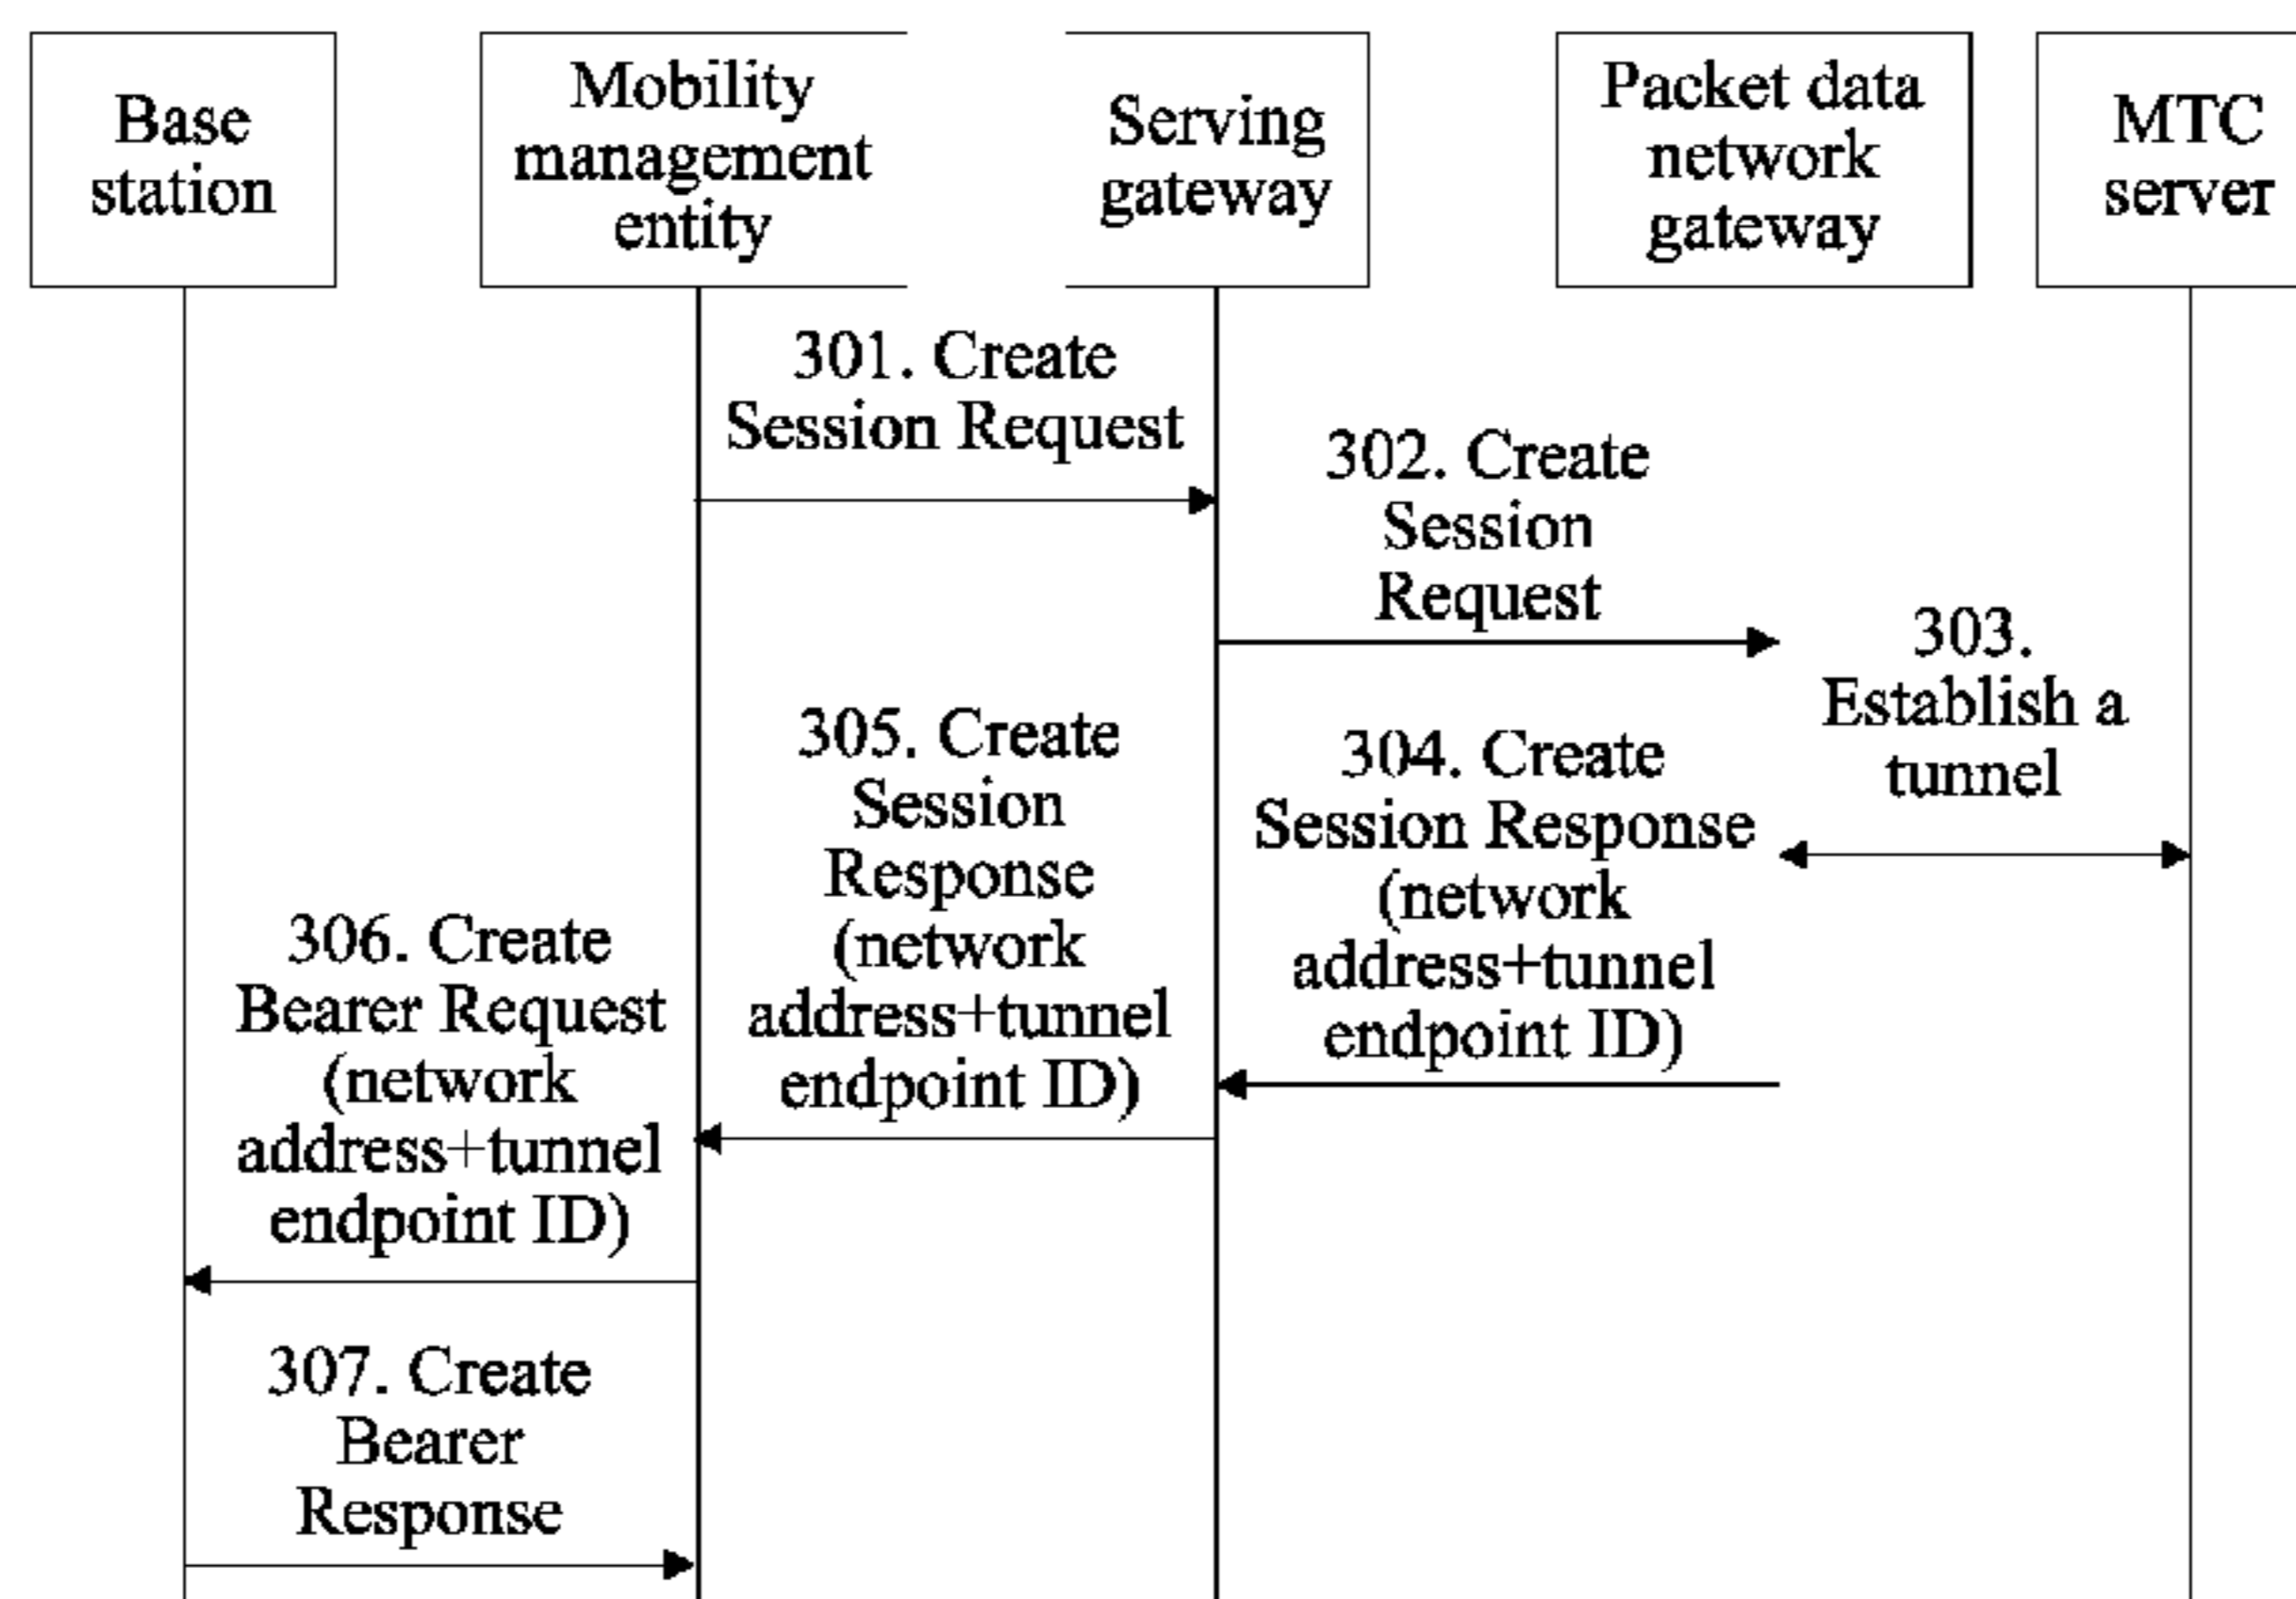 Base
station
Mobility
management
entity
Serving
gateway
Packet data
network
gateway
MTC
server
301. Create
Session Request
302. Create
Session
Request
303.
Establish a
tunnel
304. Create
Session Response
(network
address+tunnel
endpoint ID)
305. Create
Session
Response
(network
address+tunnel
endpoint ID)
306. Create
Bearer Request
(network
address+tunnel
endpoint ID)
307. Create
Bearer
Response